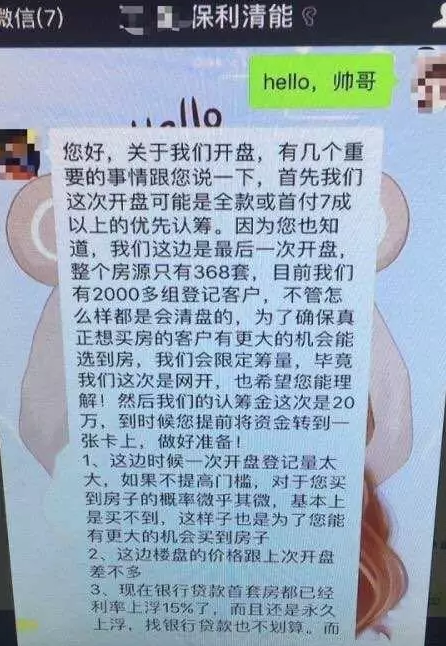 微信(7)
保利清能
hello，帅哥
Hello
您好，关于我们开盘，有几个重
要的事情跟您说一下，首先我们
这次开盘可能是全款或首付7成
以上的优先认筹。因为您也知
道，我们这边是最后一次开盘，
整个房源只有368套，目前我们
有2000多组登记客户，不管怎
么样都是会清盘的，为了确保真
正想买房的客户有更大的机会能
选到房，我们会限定筹量，毕竟
我们这次是网开，也希望您能理
解！然后我们的认筹金这次是20
万，到时候您提前将资金转到一
张卡上，做好准备！
1、这边时候一次开盘登记量太
大，如果不提高门槛，对于您买
到房子的概率微乎其微，基本上
是买不到，这样子也是为了您能
有更大的机会买到房子
2、这边楼盘的价格跟上次开盘
差不多
3、现在银行贷款首套房都已经
利率上浮15%了，而且还是永久
上浮，找银行贷款也不划算。而